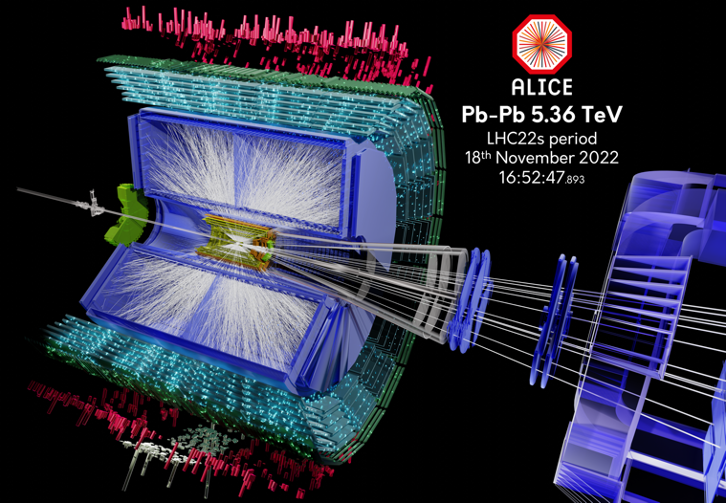 ALICE
Pb-Pb 5.36 TeV
LHC22s period
18th November 2022
16:52:47.893